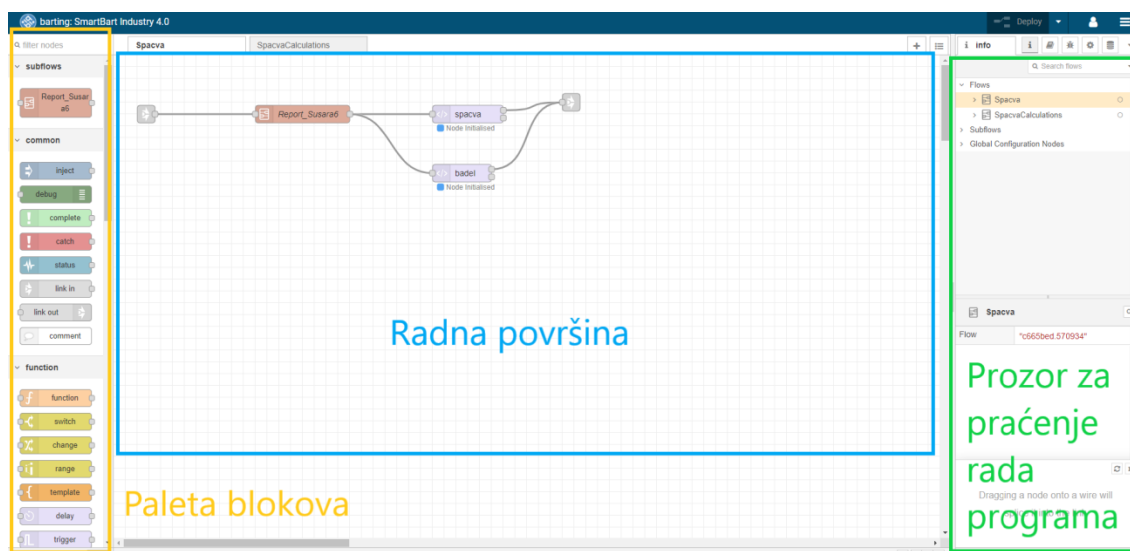 barting: SmartBart Industry 4.0
Deploy
filter nodes
Spacva
SpacvaCalculations
i info
subflows
Report_Susar
a6
common
inject
debug
complete
catch
status
link in
link out
comment
function
function
switch
change
range
template
delay
trigger
Report_Susara6
spacva
Node Initialised
badel
Node Initialised
Radna površina
Paleta blokova
Search flows
Flows
Spacva
SpacvaCalculations
Subflows
Global Configuration Nodes
Spacva
Flow
"c665bed.570934"
Prozor za
praćenje
rada
programa
Dragging a node onto a wire will